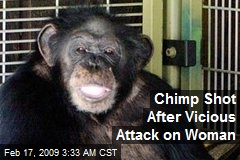 Chimp Shot
After Vicious
Attack on Woman
Feb 17, 2009 3:33 AM CST